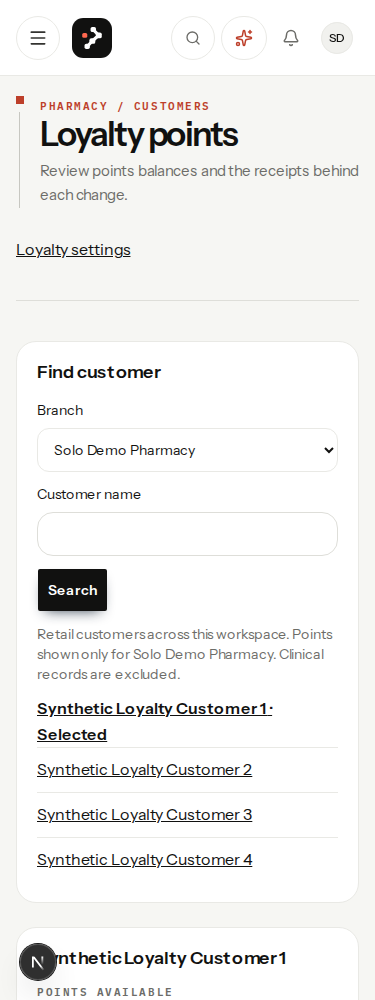 SD
PHARMACY / CUSTOMERS
Loyalty points
Review points balances and the receipts behind
each change.
Loyalty settings
Find customer
Branch
Solo Demo Pharmacy
Customer name
Search
Retail customers across this workspace. Points
shown only for Solo Demo Pharmacy. Clinical
records are excluded.
Synthetic Loyalty Customer 1 ·
Selected
Synthetic Loyalty Customer 2
Synthetic Loyalty Customer 3
Synthetic Loyalty Customer 4
N
Loyalty Customer 1
POINTS AVAILABLE